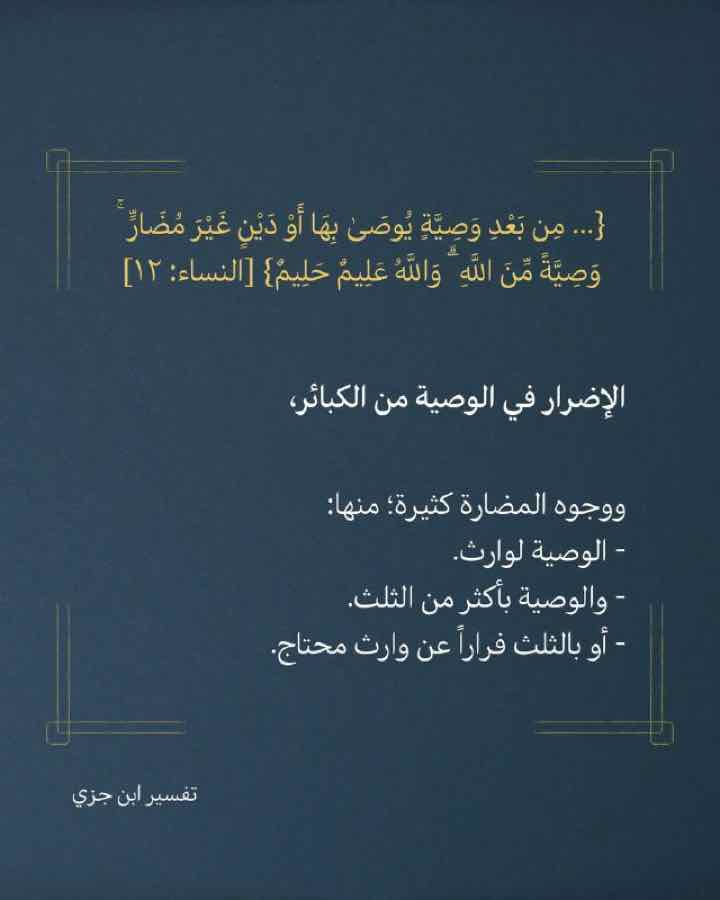 {... مِن بَعْدِ وَصِيَّةٍ يُوصَىٰ بِهَا أَوْ دَيْنٍ غَيْرَ مُضَارٍّ ۚ
وَصِيَّةً مِّنَ اللَّهِ ۗ وَاللَّهُ عَلِيمٌ حَلِيمٌ} [النساء: ١٢]
الإضرار في الوصية من الكبائر،
ووجوه المضارة كثيرة؛ منها:
- الوصية لوارث.
- والوصية بأكثر من الثلث.
- أو بالثلث فراراً عن وارث محتاج.
تفسير ابن جزي